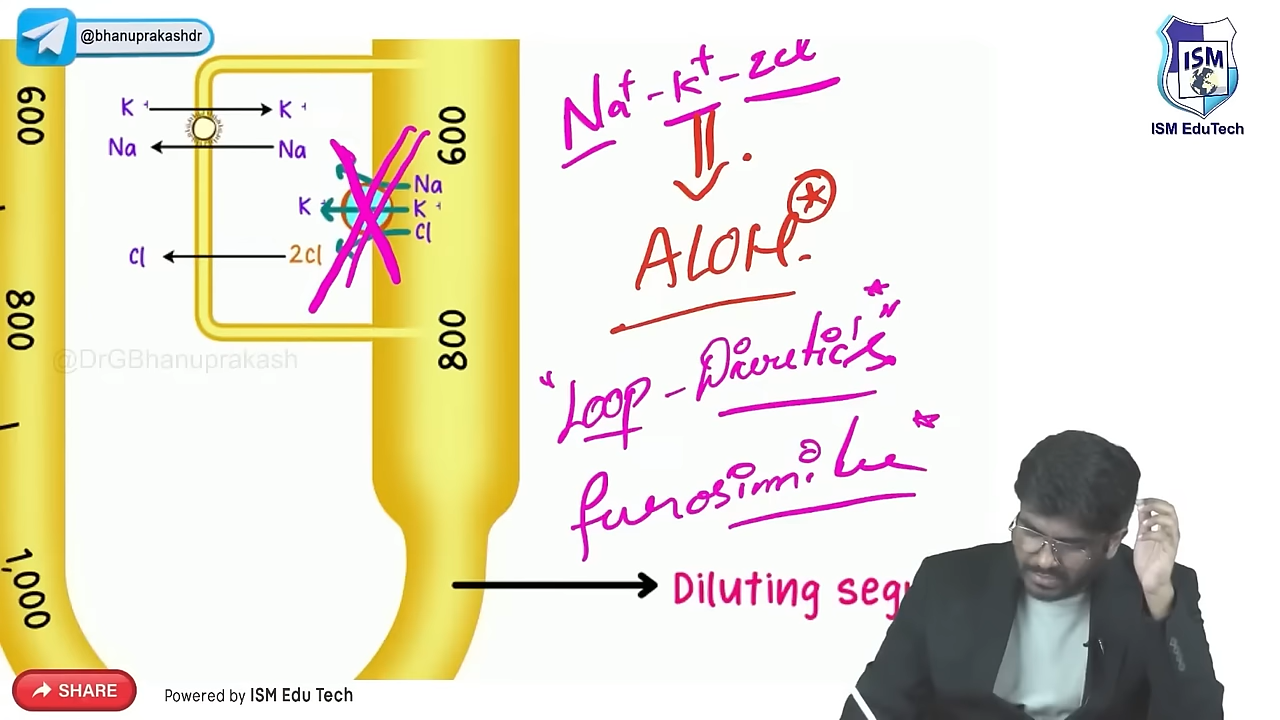 @bhanuprakashdr
ISM
ISM EduTech
600
800
1,000
K+
K+
Na
Na
K+
Cl
2Cl
Na
K+
Cl
600
800
Na+ - K+ - 2Cl
ALOH.
"Loop - Diuretics"
furosimide
@DrGBhanuprakash
Diluting seg
SHARE
Powered by ISM Edu Tech